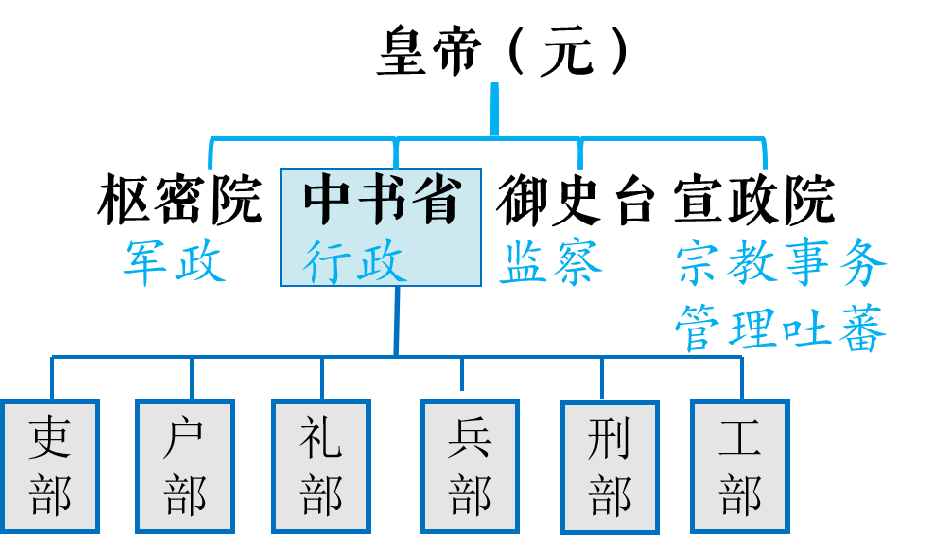 皇帝（元）
枢密院 中书省 御史台 宣政院
军政 行政 监察 宗教事务
管理吐蕃
吏部 户部 礼部 兵部 刑部 工部